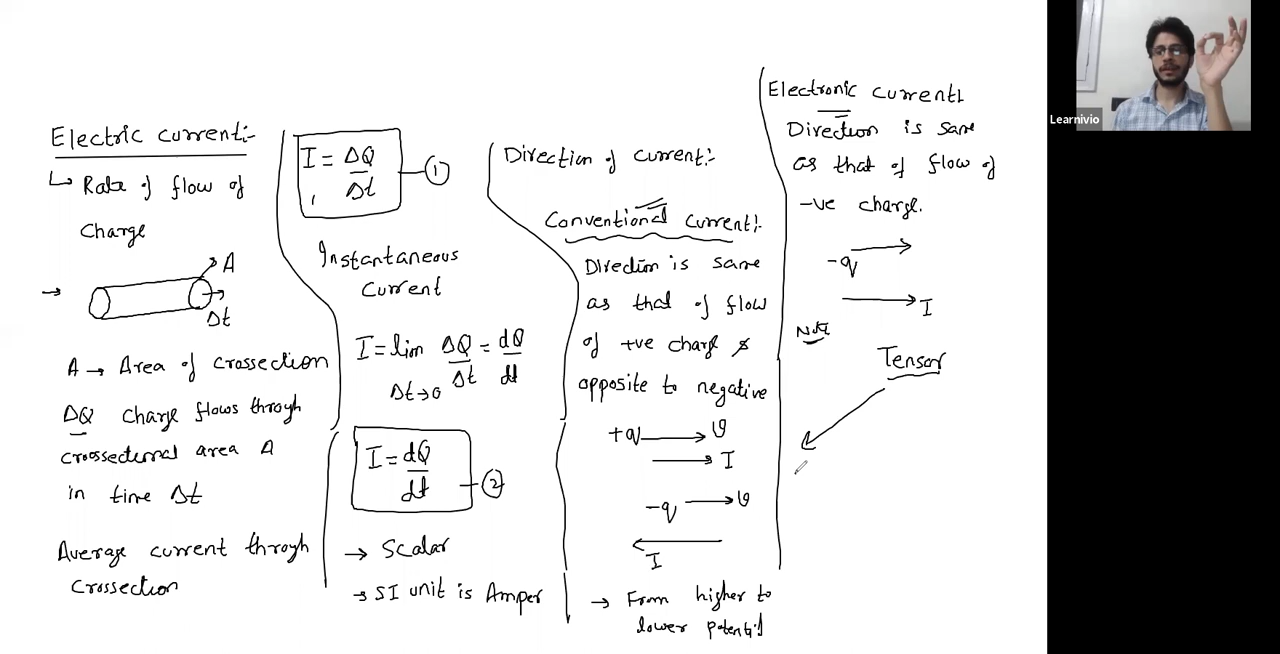 Electric current:-
↳ Rate of flow of
charge
→ A
Δt
A → Area of crossection
ΔQ charge flows through
crossectional area A
in time Δt
Average current through
crossection
I = ΔQ/Δt — ①
Instantaneous
current
I = lim ΔQ/Δt = dQ/dt
Δt→0
I = dQ/dt — ②
→ Scalar
→ SI unit is Amper
Direction of current:-
Conventional current:-
Direction is same
as that of flow
of +ve charge &
opposite to negative
+q → v
→ I
-q → v
← I
→ From higher to
lower potential
Electronic current:
Direction is same
as that of flow of
-ve charge.
-q →
→ I
Note
Tensor
Learnivio